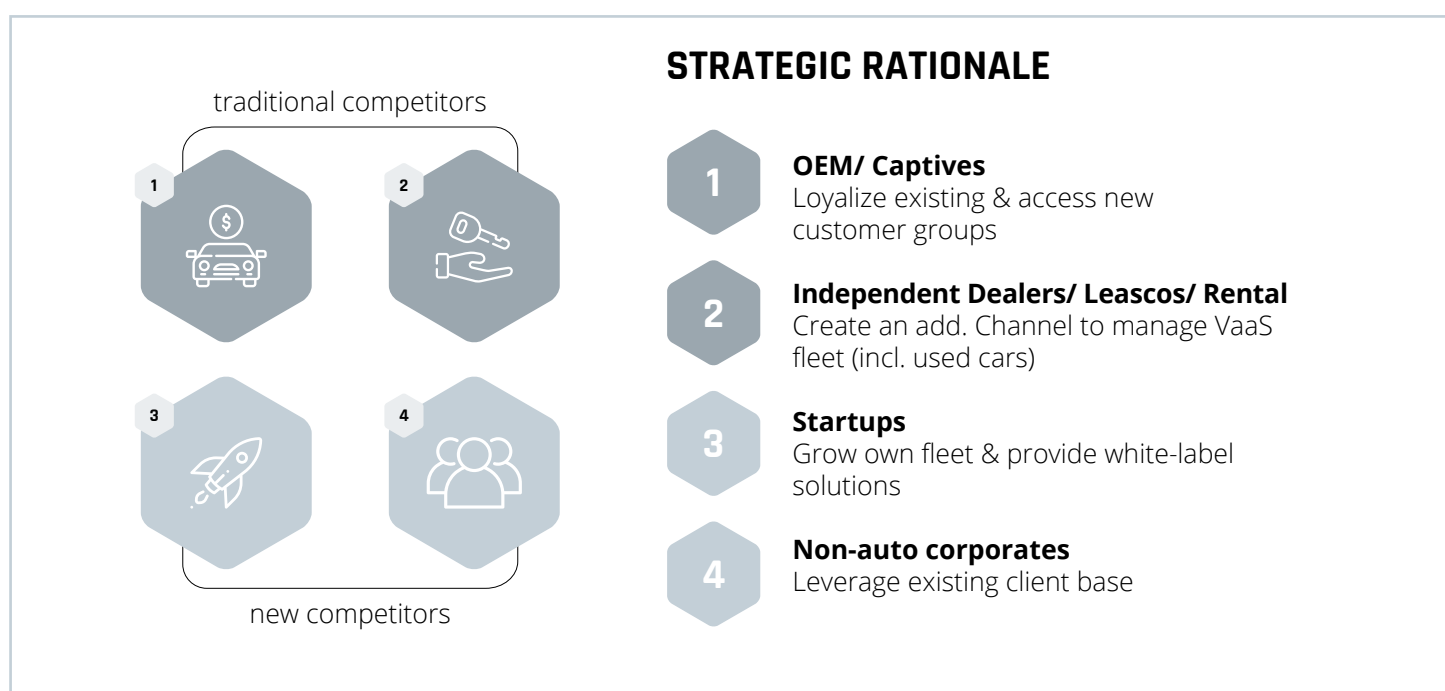 traditional competitors
1
2
$
3
4
new competitors
STRATEGIC RATIONALE
1
OEM/ Captives
Loyalize existing & access new
customer groups
2
Independent Dealers/ Leascos/ Rental
Create an add. Channel to manage VaaS
fleet (incl. used cars)
3
Startups
Grow own fleet & provide white-label
solutions
4
Non-auto corporates
Leverage existing client base